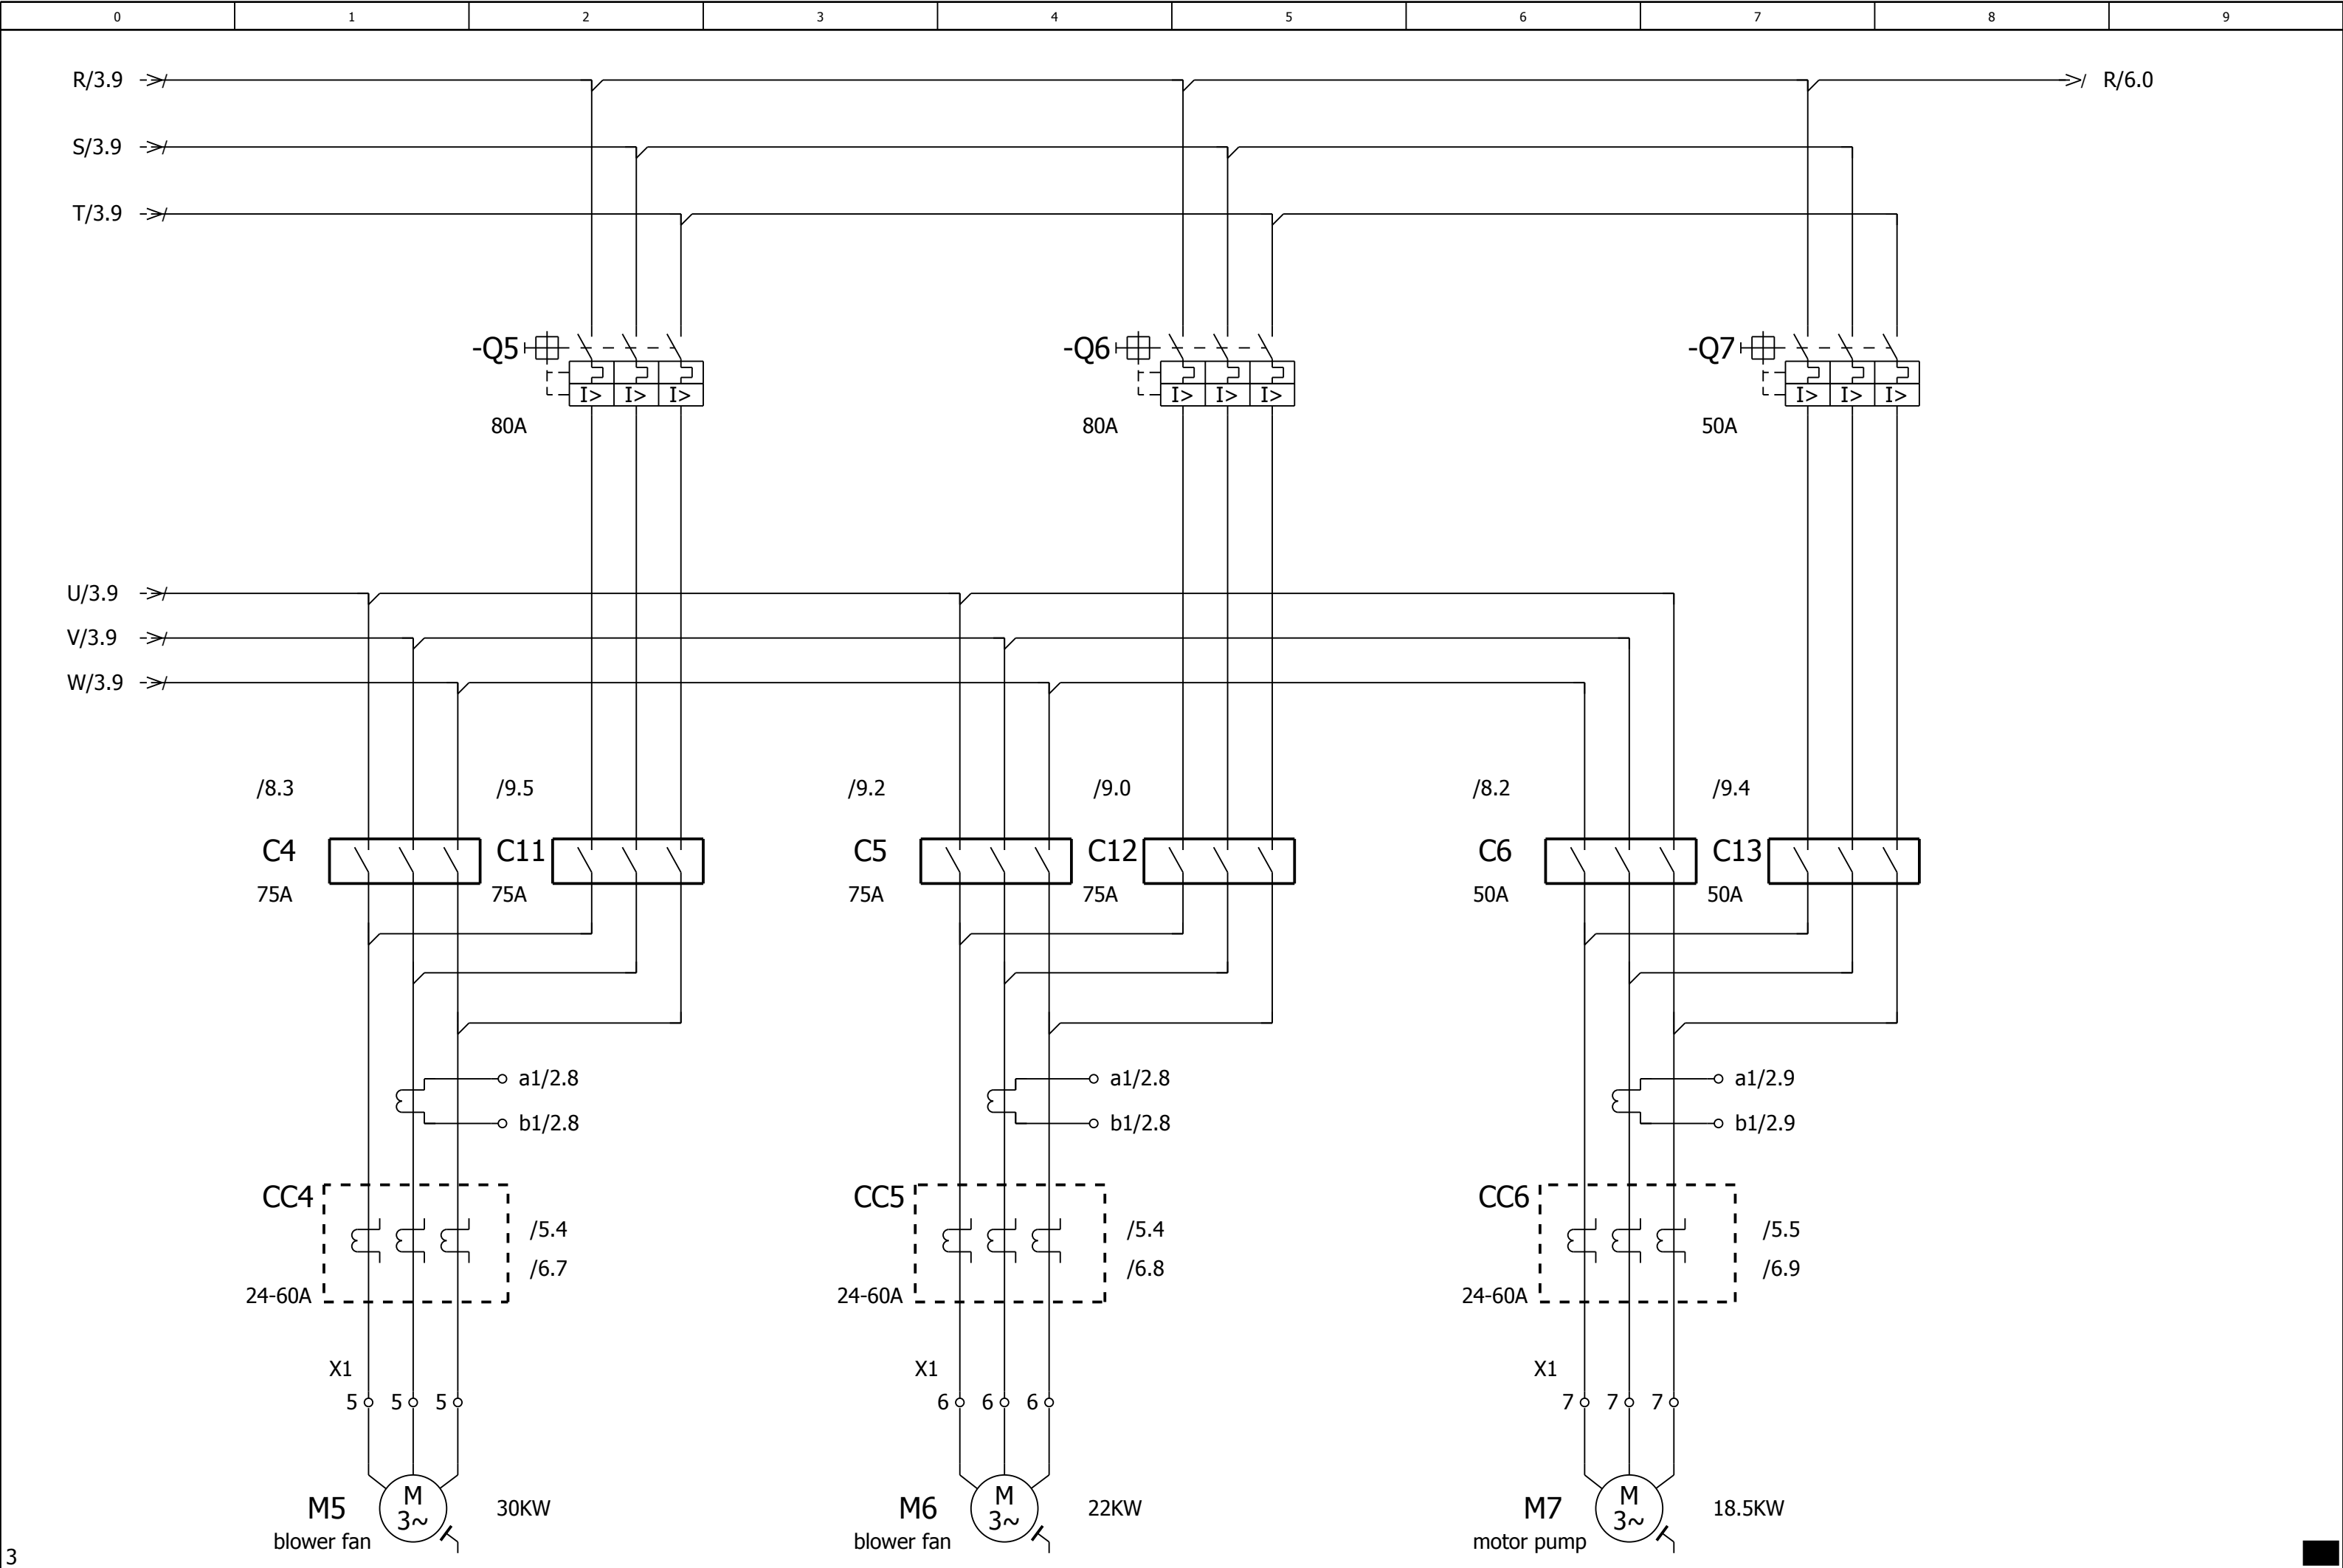 0 1 2 3 4 5 6 7 8 9
R/3.9 R/6.0
S/3.9
T/3.9
-Q5 -Q6 -Q7
I> I> I> I> I> I> I> I> I>
80A 80A 50A
U/3.9
V/3.9
W/3.9
/8.3 /9.5 /9.2 /9.0 /8.2 /9.4
C4 C11 C5 C12 C6 C13
75A 75A 75A 75A 50A 50A
a1/2.8 a1/2.8 a1/2.9
b1/2.8 b1/2.8 b1/2.9
CC4 CC5 CC6
/5.4 /5.4 /5.5
/6.7 /6.8 /6.9
24-60A 24-60A 24-60A
X1 X1 X1
5 5 5 6 6 6 7 7 7
M M M
M5 30KW M6 22KW M7 18.5KW
3~ 3~ 3~
blower fan blower fan motor pump
3